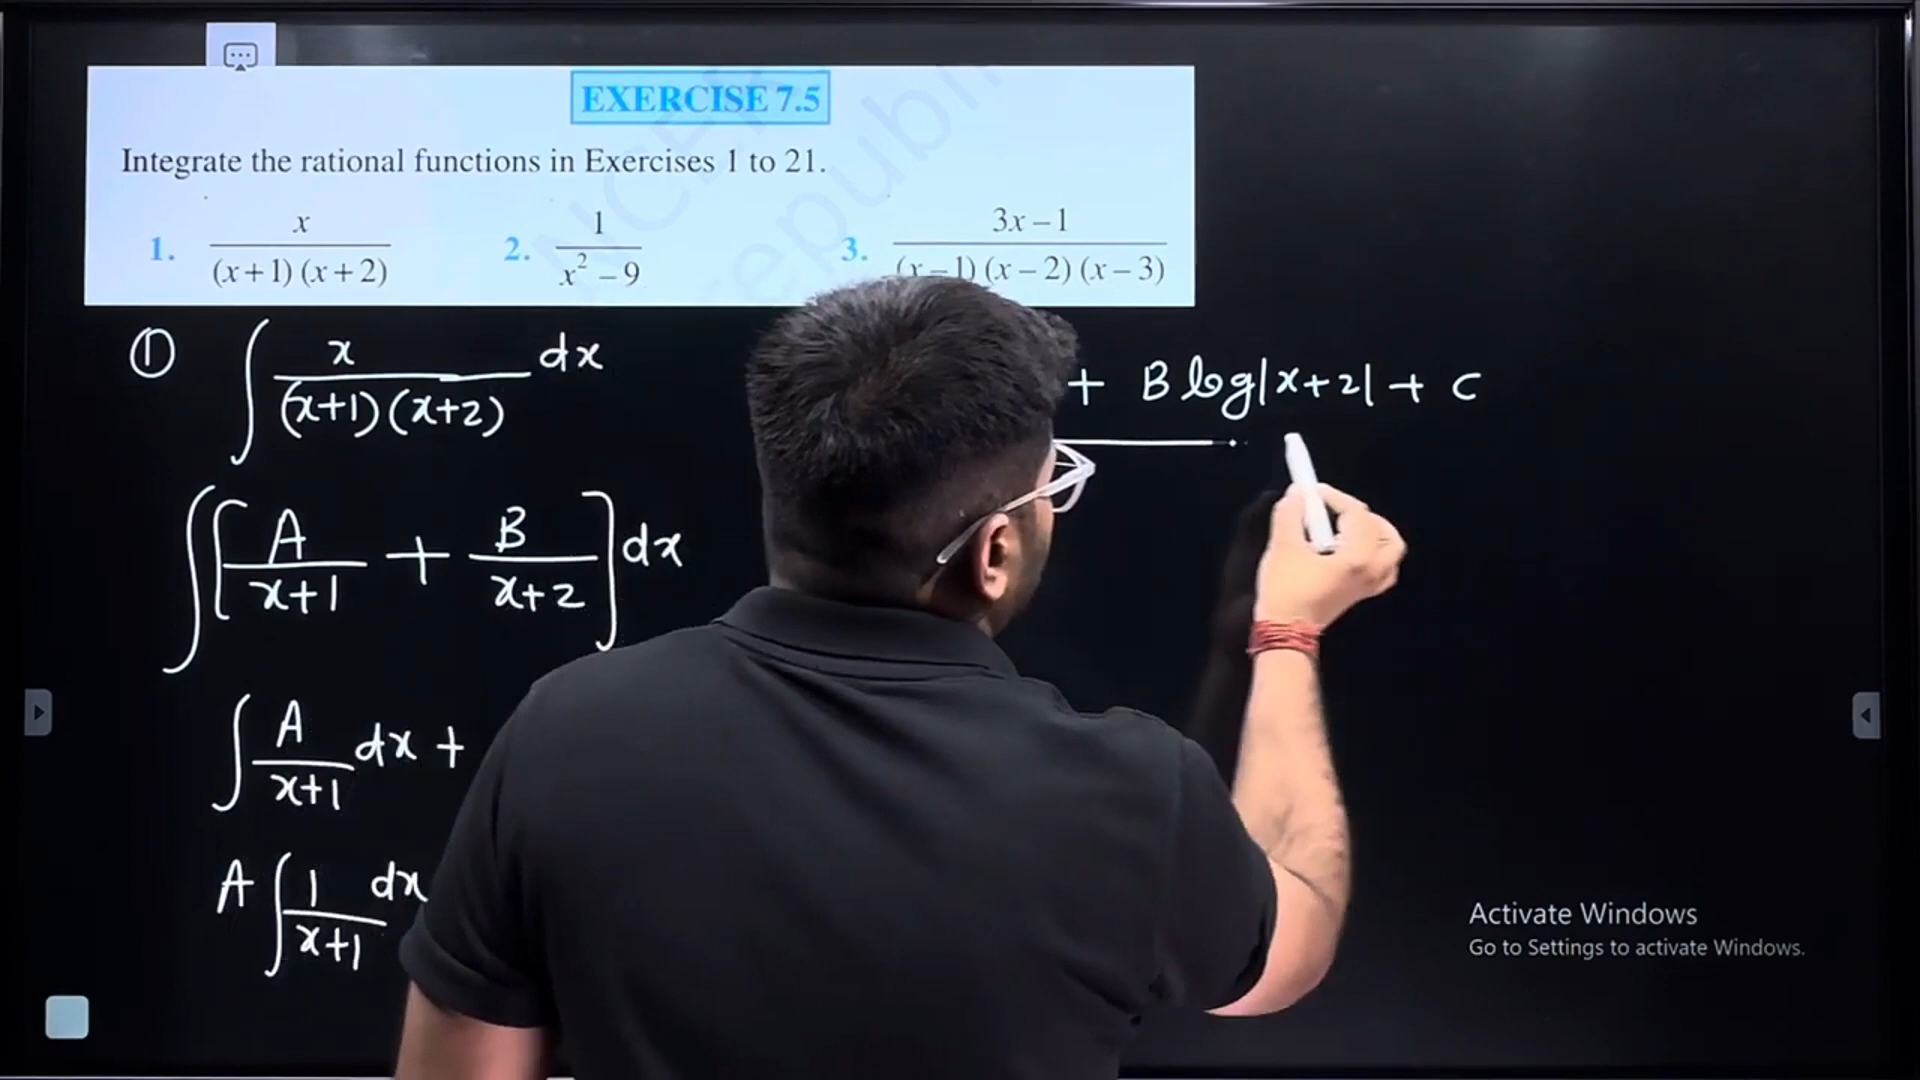 EXERCISE 7.5
Integrate the rational functions in Exercises 1 to 21.
1. x/((x+1)(x+2)) 2. 1/(x² – 9) 3. (3x – 1)/((x – 1)(x – 2)(x – 3))
① ∫ x/((x+1)(x+2)) dx
+ B log|x+2| + C
∫[A/(x+1) + B/(x+2)] dx
∫ A/(x+1) dx +
A ∫ 1/(x+1) dx
Activate Windows
Go to Settings to activate Windows.